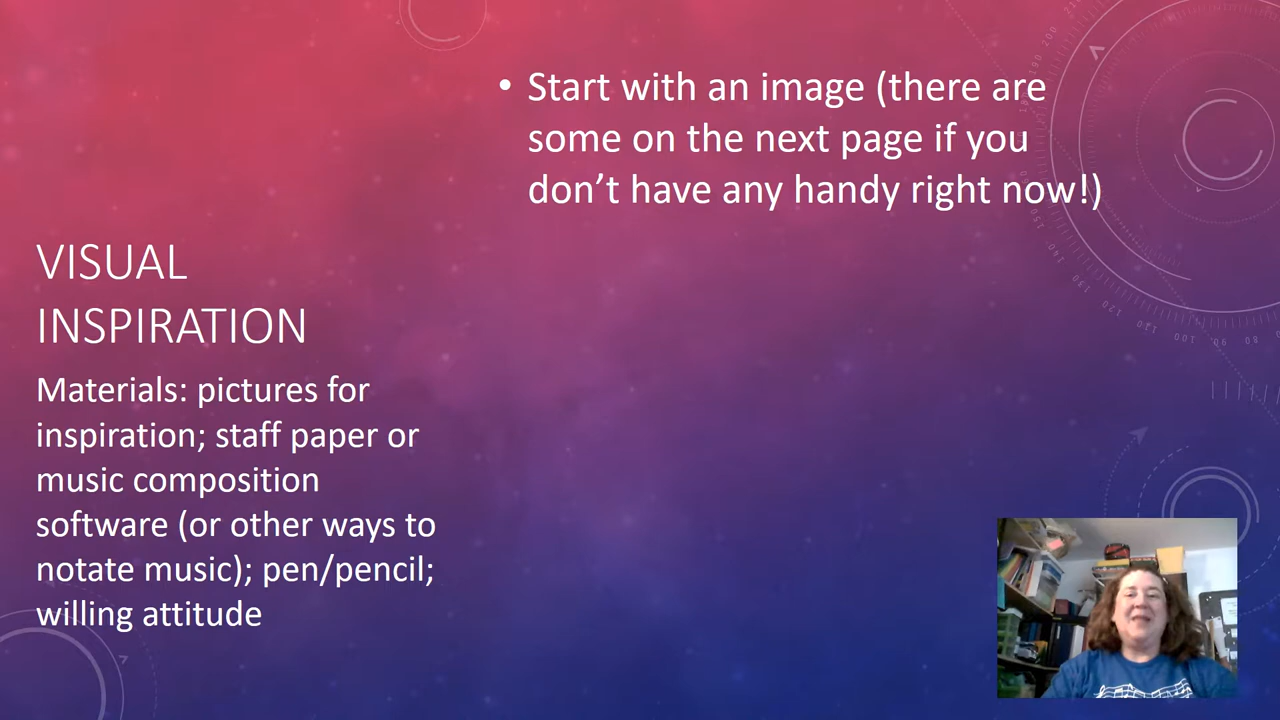 VISUAL
INSPIRATION
Materials: pictures for
inspiration; staff paper or
music composition
software (or other ways to
notate music); pen/pencil;
willing attitude
• Start with an image (there are
some on the next page if you
don’t have any handy right now!)